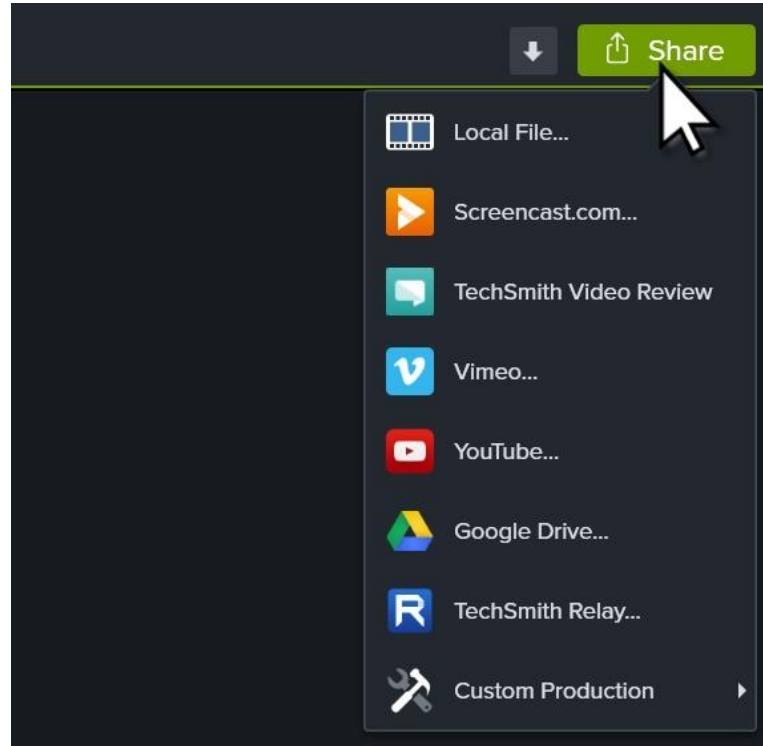 Share
Local File...
Screencast.com...
TechSmith Video Review
Vimeo...
YouTube...
Google Drive...
TechSmith Relay...
Custom Production